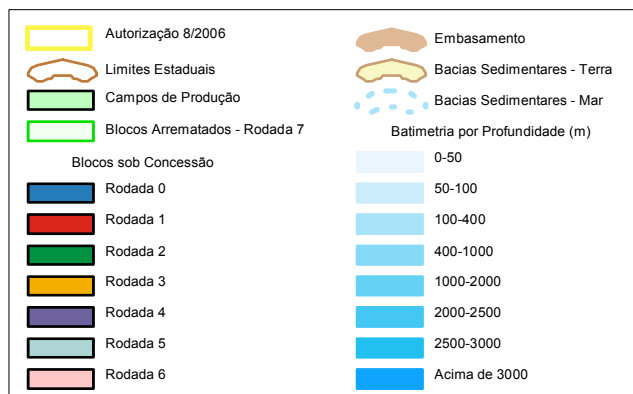 Autorização 8/2006
Limites Estaduais
Campos de Produção
Blocos Arrematados - Rodada 7
Blocos sob Concessão
Rodada 0
Rodada 1
Rodada 2
Rodada 3
Rodada 4
Rodada 5
Rodada 6
Embasamento
Bacias Sedimentares - Terra
Bacias Sedimentares - Mar
Batimetria por Profundidade (m)
0-50
50-100
100-400
400-1000
1000-2000
2000-2500
2500-3000
Acima de 3000